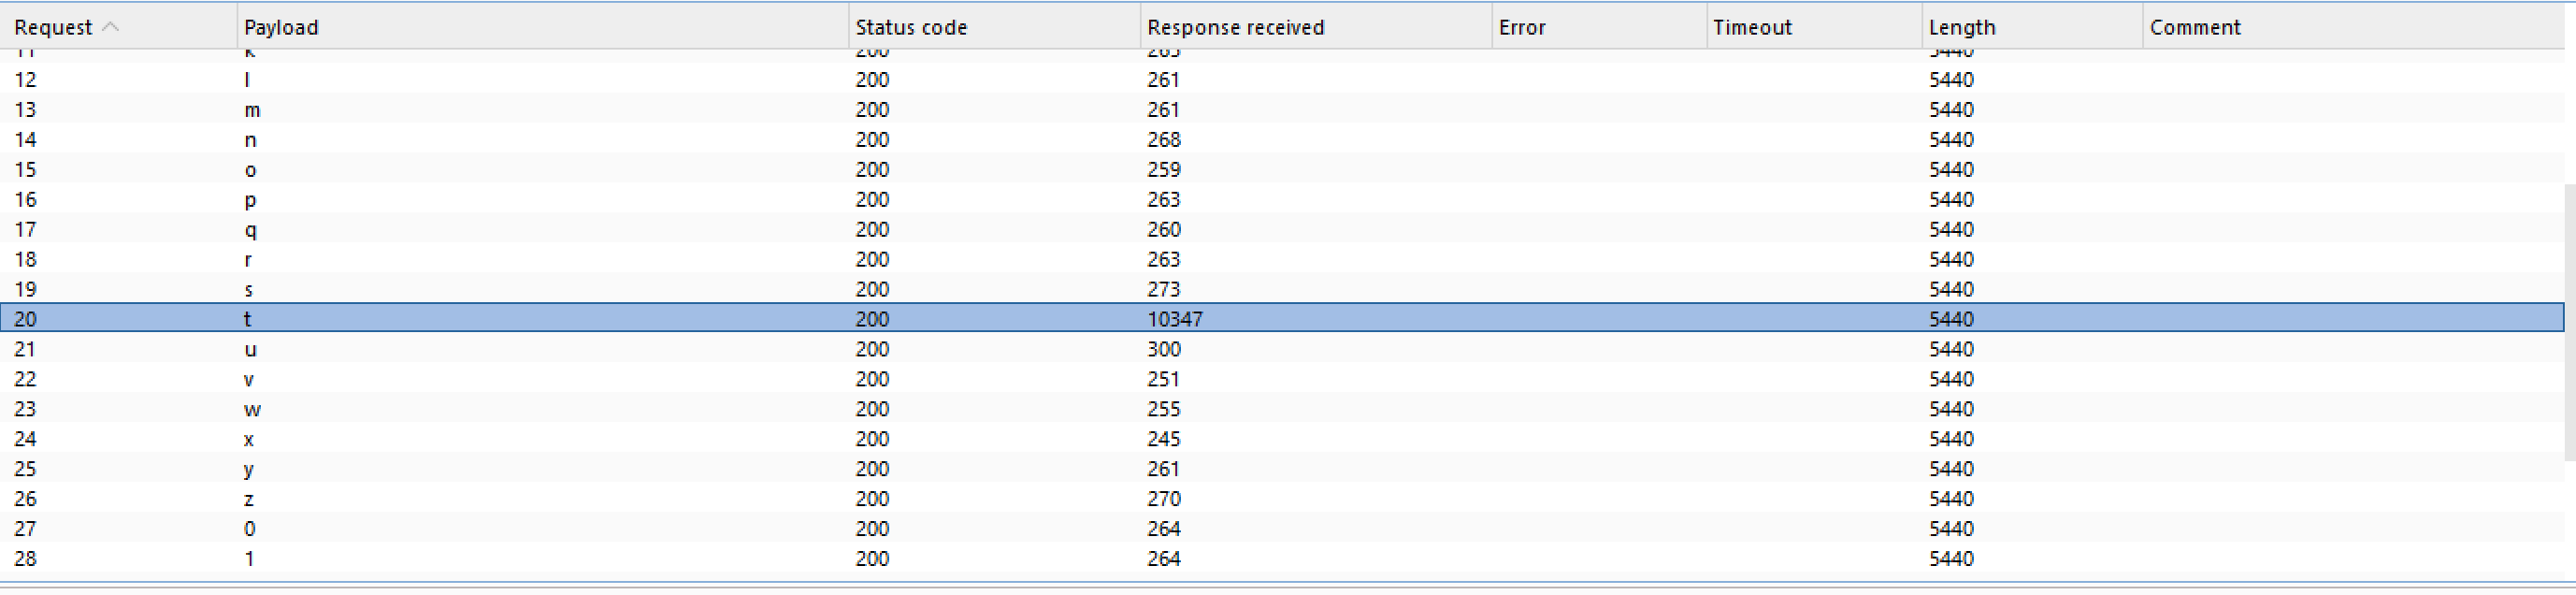 Request Payload Status code Response received Error Timeout Length Comment
11 k 200 265 5440
12 l 200 261 5440
13 m 200 261 5440
14 n 200 268 5440
15 o 200 259 5440
16 p 200 263 5440
17 q 200 260 5440
18 r 200 263 5440
19 s 200 273 5440
20 t 200 10347 5440
21 u 200 300 5440
22 v 200 251 5440
23 w 200 255 5440
24 x 200 245 5440
25 y 200 261 5440
26 z 200 270 5440
27 0 200 264 5440
28 1 200 264 5440